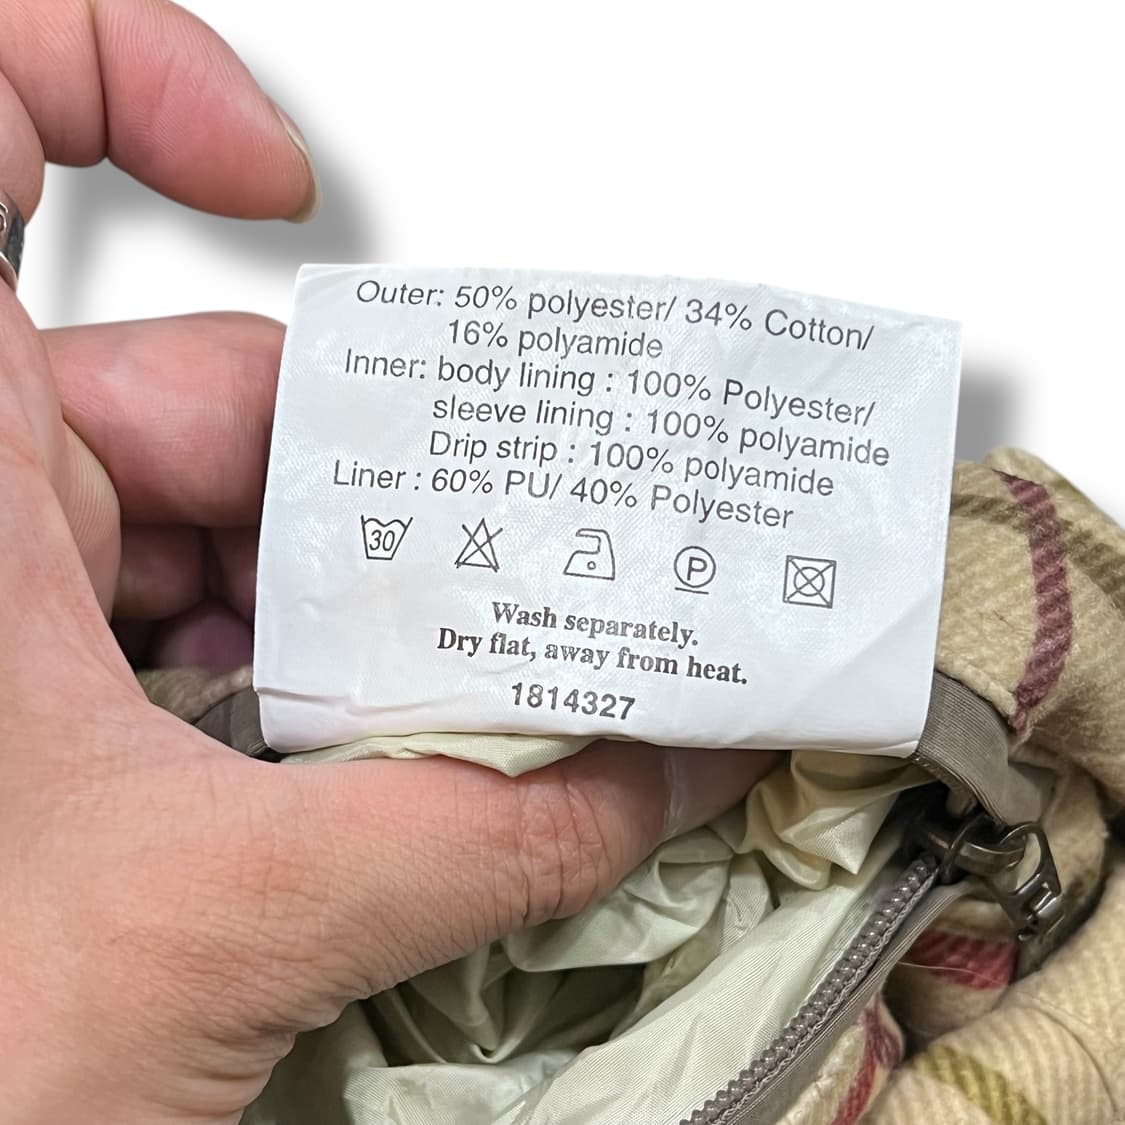 Outer: 50% polyester/ 34% Cotton/
16% polyamide
Inner: body lining : 100% Polyester/
sleeve lining : 100% polyamide
Drip strip : 100% polyamide
Liner : 60% PU/ 40% Polyester
30 P
Wash separately.
Dry flat, away from heat.
1814327